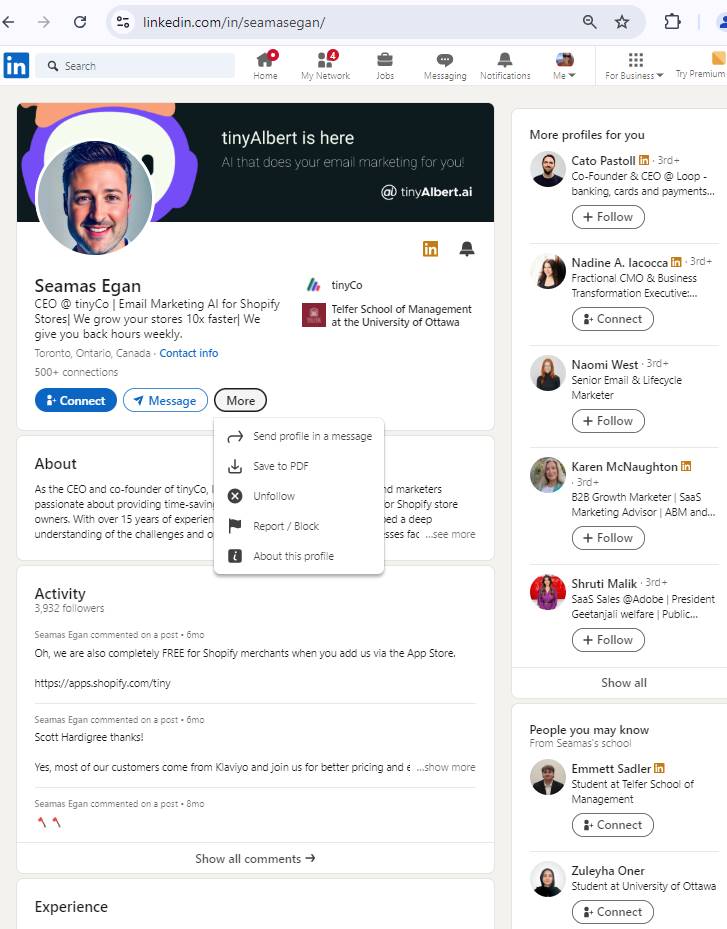 linkedin.com/in/seamasegan/
in
Search
Home
4
My Network
Jobs
Messaging
Notifications
Me
For Business
Try Premium
tinyAlbert is here
AI that does your email marketing for you!
@ tinyAlbert.ai
in
Seamas Egan
CEO @ tinyCo | Email Marketing AI for Shopify
Stores| We grow your stores 10x faster| We
give you back hours weekly.
Toronto, Ontario, Canada · Contact info
500+ connections
tinyCo
Telfer School of Management
at the University of Ottawa
Connect
Message
More
Send profile in a message
Save to PDF
Unfollow
Report / Block
About this profile
About
As the CEO and co-founder of tinyCo, nd marketers
passionate about providing time-savin for Shopify store
owners. With over 15 years of experien ped a deep
understanding of the challenges and o esses fac ...see more
Activity
3,932 followers
Seamas Egan commented on a post • 6mo
Oh, we are also completely FREE for Shopify merchants when you add us via the App Store.
https://apps.shopify.com/tiny
Seamas Egan commented on a post • 6mo
Scott Hardigree thanks!
Yes, most of our customers come from Klaviyo and join us for better pricing and e ...show more
Seamas Egan commented on a post • 8mo
Show all comments →
Experience
More profiles for you
Cato Pastoll in · 3rd+
Co-Founder & CEO @ Loop -
banking, cards and payments...
+ Follow
Nadine A. Iacocca in · 3rd+
Fractional CMO & Business
Transformation Executive:...
Connect
Naomi West · 3rd+
Senior Email & Lifecycle
Marketer
+ Follow
Karen McNaughton in
· 3rd+
B2B Growth Marketer | SaaS
Marketing Advisor | ABM and...
+ Follow
Shruti Malik · 3rd+
SaaS Sales @Adobe | President
Geetanjali welfare | Public...
+ Follow
Show all
People you may know
From Seamas's school
Emmett Sadler in
Student at Telfer School of
Management
Connect
Zuleyha Oner
Student at University of Ottawa
Connect